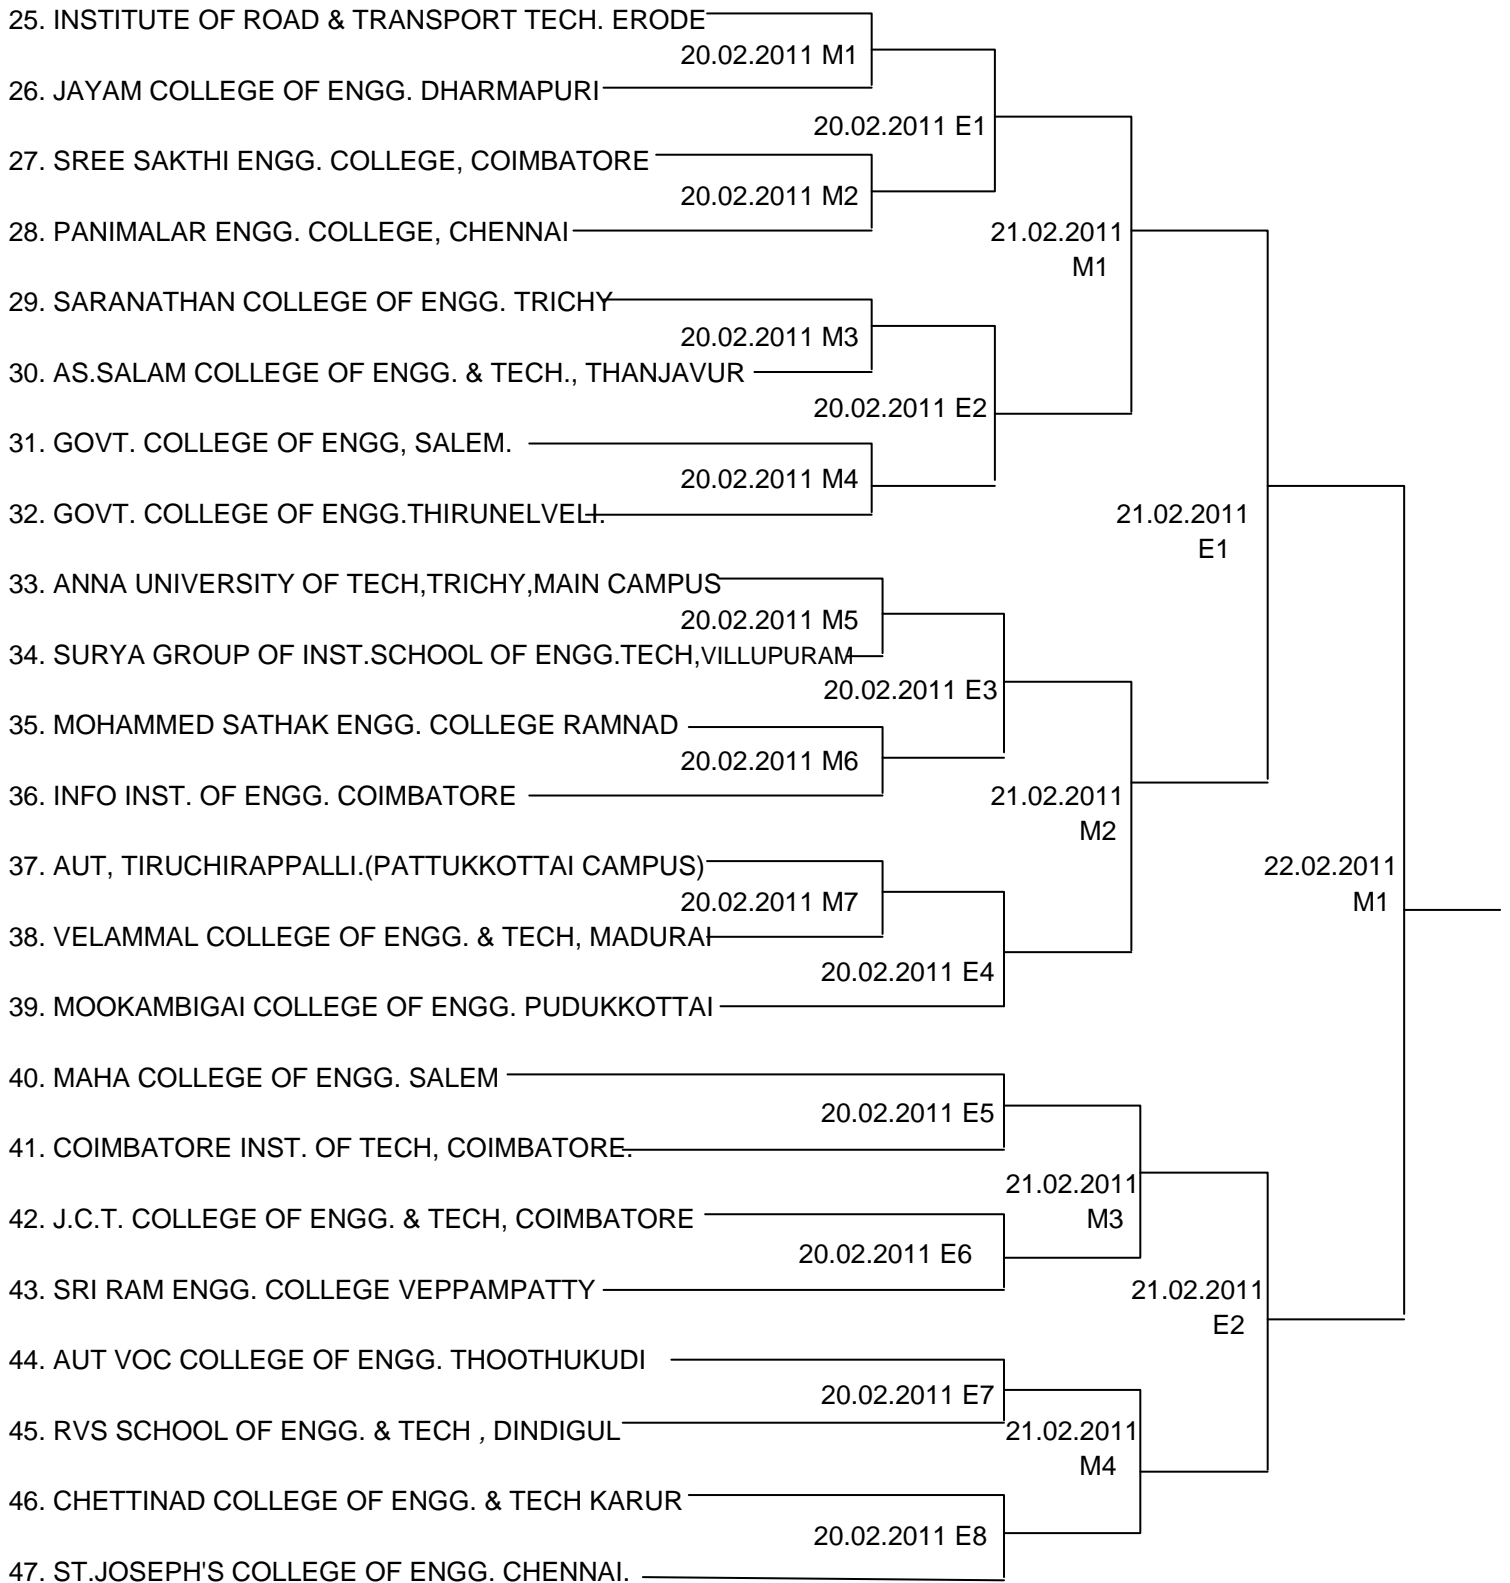 25. INSTITUTE OF ROAD & TRANSPORT TECH. ERODE
20.02.2011 M1
26. JAYAM COLLEGE OF ENGG. DHARMAPURI
20.02.2011 E1
27. SREE SAKTHI ENGG. COLLEGE, COIMBATORE
20.02.2011 M2
28. PANIMALAR ENGG. COLLEGE, CHENNAI
21.02.2011
M1
29. SARANATHAN COLLEGE OF ENGG. TRICHY
20.02.2011 M3
30. AS.SALAM COLLEGE OF ENGG. & TECH., THANJAVUR
20.02.2011 E2
31. GOVT. COLLEGE OF ENGG, SALEM.
20.02.2011 M4
32. GOVT. COLLEGE OF ENGG.THIRUNELVELI.
21.02.2011
E1
33. ANNA UNIVERSITY OF TECH,TRICHY,MAIN CAMPUS
20.02.2011 M5
34. SURYA GROUP OF INST.SCHOOL OF ENGG.TECH,VILLUPURAM
20.02.2011 E3
35. MOHAMMED SATHAK ENGG. COLLEGE RAMNAD
20.02.2011 M6
36. INFO INST. OF ENGG. COIMBATORE
21.02.2011
M2
37. AUT, TIRUCHIRAPPALLI.(PATTUKKOTTAI CAMPUS)
22.02.2011
20.02.2011 M7
M1
38. VELAMMAL COLLEGE OF ENGG. & TECH, MADURAI
20.02.2011 E4
39. MOOKAMBIGAI COLLEGE OF ENGG. PUDUKKOTTAI
40. MAHA COLLEGE OF ENGG. SALEM
20.02.2011 E5
41. COIMBATORE INST. OF TECH, COIMBATORE.
21.02.2011
M3
42. J.C.T. COLLEGE OF ENGG. & TECH, COIMBATORE
20.02.2011 E6
43. SRI RAM ENGG. COLLEGE VEPPAMPATTY
21.02.2011
E2
44. AUT VOC COLLEGE OF ENGG. THOOTHUKUDI
20.02.2011 E7
45. RVS SCHOOL OF ENGG. & TECH , DINDIGUL
21.02.2011
M4
46. CHETTINAD COLLEGE OF ENGG. & TECH KARUR
20.02.2011 E8
47. ST.JOSEPH'S COLLEGE OF ENGG. CHENNAI.